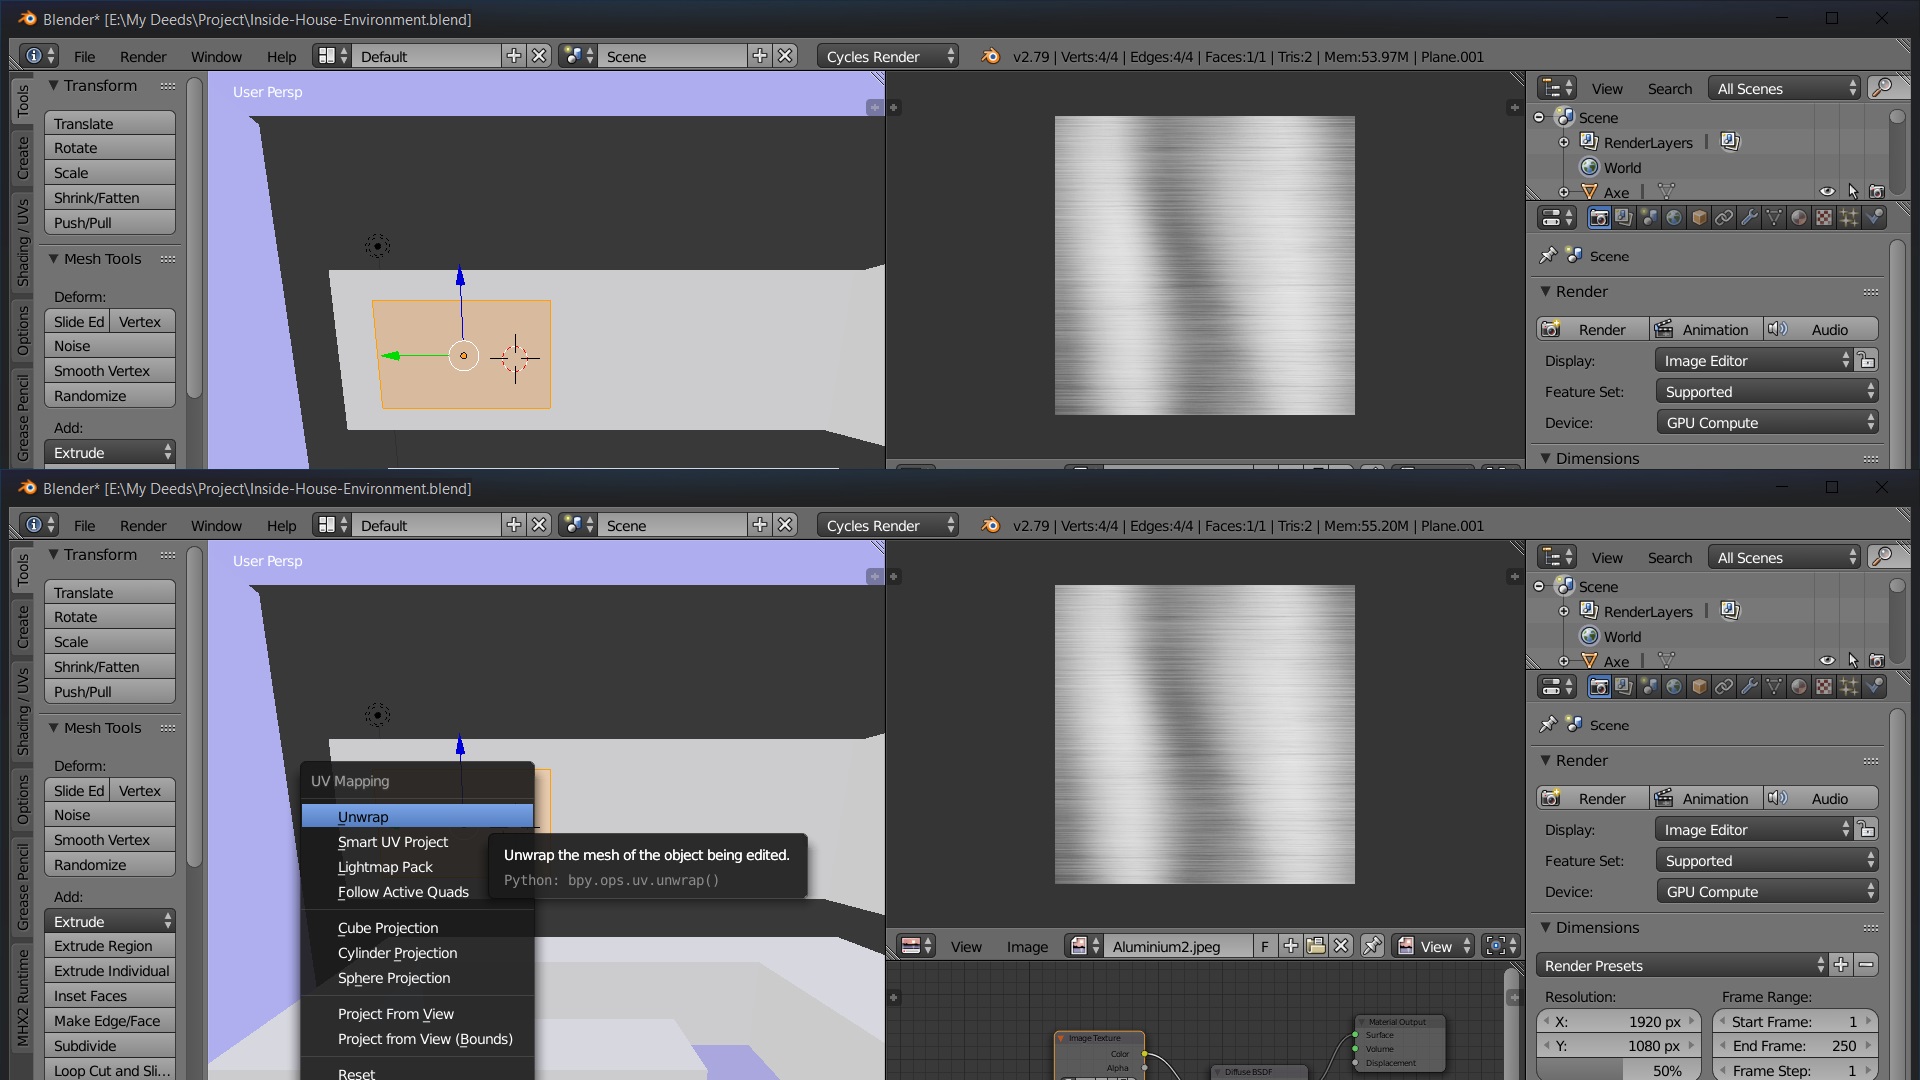 Blender* [E:\My Deeds\Project\Inside-House-Environment.blend]
File Render Window Help Default Scene Cycles Render v2.79 | Verts:4/4 | Edges:4/4 | Faces:1/1 | Tris:2 | Mem:53.97M | Plane.001
Tools
Create
Shading / UVs
Options
Grease Pencil
Transform
Translate
Rotate
Scale
Shrink/Fatten
Push/Pull
Mesh Tools
Deform:
Slide Ed Vertex
Noise
Smooth Vertex
Randomize
Add:
Extrude
User Persp
View Search All Scenes
Scene
RenderLayers
World
Axe
Scene
Render
Render Animation Audio
Display: Image Editor
Feature Set: Supported
Device: GPU Compute
Dimensions
Blender* [E:\My Deeds\Project\Inside-House-Environment.blend]
File Render Window Help Default Scene Cycles Render v2.79 | Verts:4/4 | Edges:4/4 | Faces:1/1 | Tris:2 | Mem:55.20M | Plane.001
Tools
Create
Shading / UVs
Options
Grease Pencil
MHX2 Runtime
Transform
Translate
Rotate
Scale
Shrink/Fatten
Push/Pull
Mesh Tools
Deform:
Slide Ed Vertex
Noise
Smooth Vertex
Randomize
Add:
Extrude
Extrude Region
Extrude Individual
Inset Faces
Make Edge/Face
Subdivide
Loop Cut and Sli...
User Persp
UV Mapping
Unwrap
Smart UV Project
Lightmap Pack
Follow Active Quads
Cube Projection
Cylinder Projection
Sphere Projection
Project From View
Project from View (Bounds)
Reset
Unwrap the mesh of the object being edited.
Python: bpy.ops.uv.unwrap()
View Image Aluminium2.jpeg F View
Image Texture
Color
Alpha
Diffuse BSDF
Material Output
Surface
Volume
Displacement
View Search All Scenes
Scene
RenderLayers
World
Axe
Scene
Render
Render Animation Audio
Display: Image Editor
Feature Set: Supported
Device: GPU Compute
Dimensions
Render Presets
Resolution: Frame Range:
X: 1920 px Start Frame: 1
Y: 1080 px End Frame: 250
50% Frame Step: 1